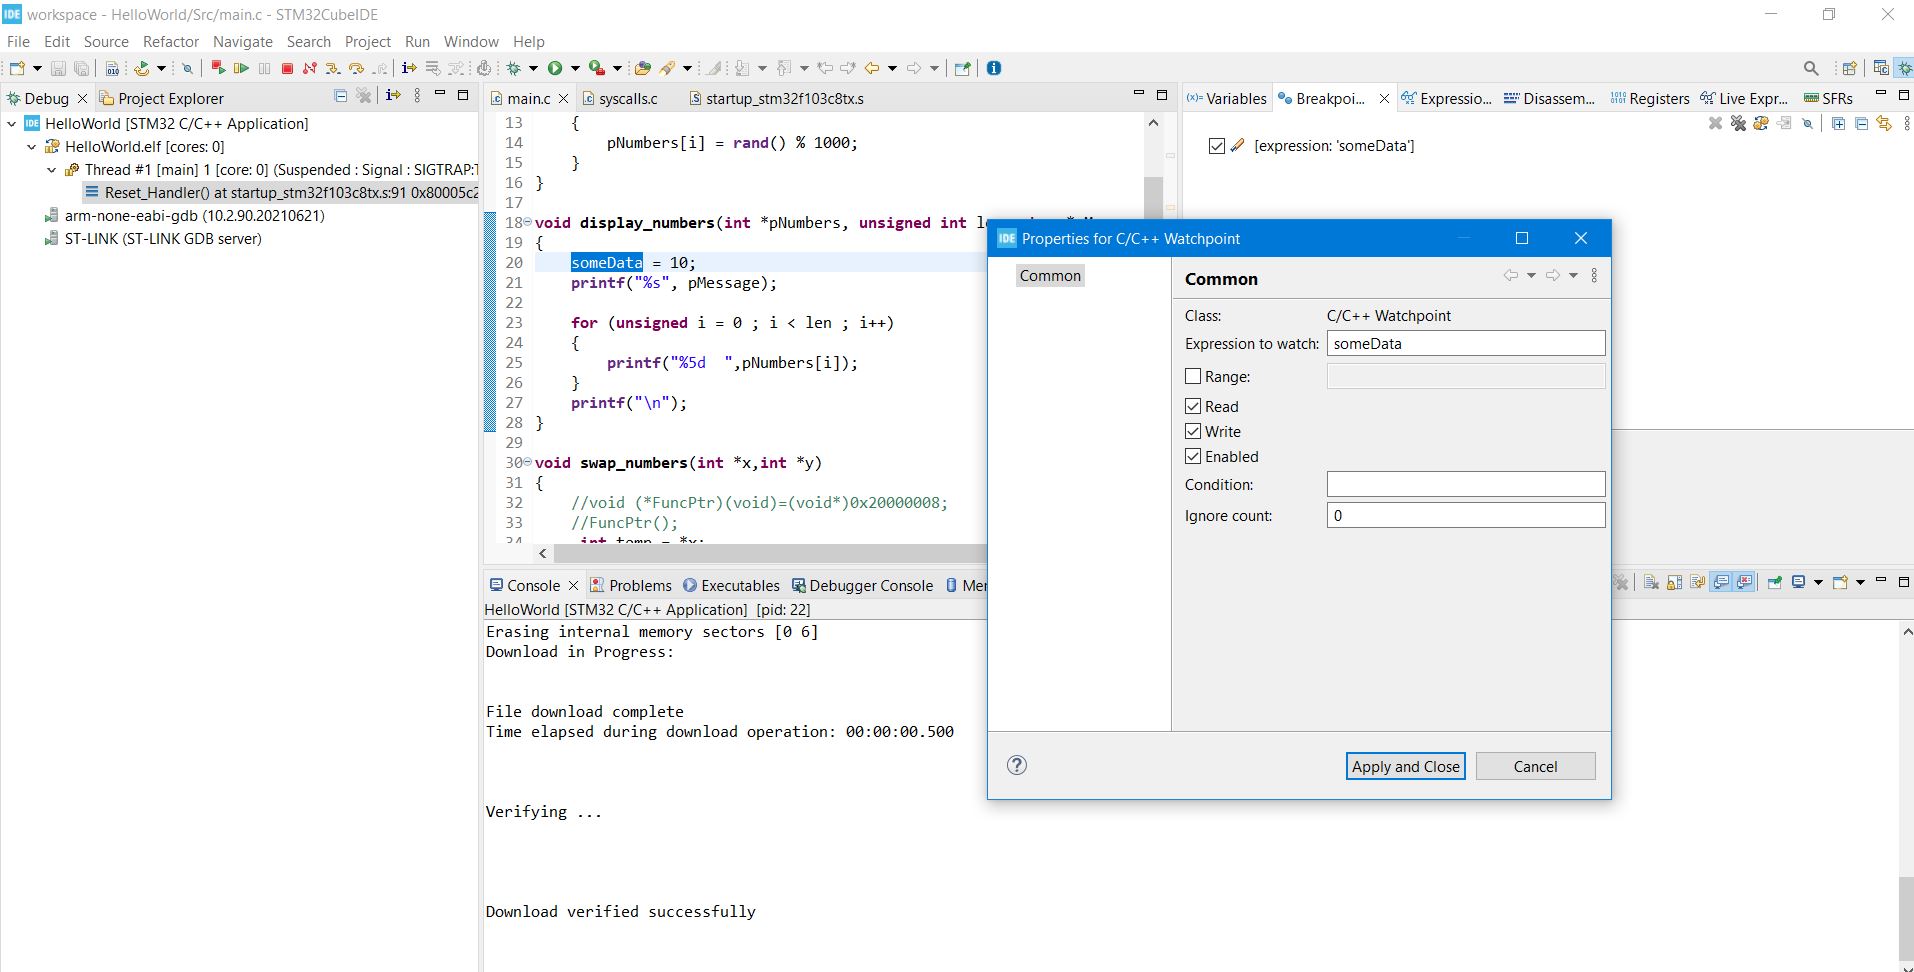 IDE workspace - HelloWorld/Src/main.c - STM32CubeIDE
File Edit Source Refactor Navigate Search Project Run Window Help
Debug Project Explorer
HelloWorld [STM32 C/C++ Application]
HelloWorld.elf [cores: 0]
Thread #1 [main] 1 [core: 0] (Suspended : Signal : SIGTRAP:
Reset_Handler() at startup_stm32f103c8tx.s:91 0x80005c2
arm-none-eabi-gdb (10.2.90.20210621)
ST-LINK (ST-LINK GDB server)
main.c syscalls.c startup_stm32f103c8tx.s
13 {
14 pNumbers[i] = rand() % 1000;
15 }
16 }
17
18 void display_numbers(int *pNumbers, unsigned int
19 {
20 someData = 10;
21 printf("%s", pMessage);
22
23 for (unsigned i = 0 ; i < len ; i++)
24 {
25 printf("%5d  ",pNumbers[i]);
26 }
27 printf("\n");
28 }
29
30 void swap_numbers(int *x,int *y)
31 {
32 //void (*FuncPtr)(void)=(void*)0x20000008;
33 //FuncPtr();
34 int temp = *x;
(x)= Variables Breakpoi... Expressio... Disassem... Registers Live Expr... SFRs
[expression: 'someData']
IDE Properties for C/C++ Watchpoint
Common
Common
Class: C/C++ Watchpoint
Expression to watch: someData
Range:
Read
Write
Enabled
Condition:
Ignore count: 0
Apply and Close Cancel
Console Problems Executables Debugger Console Mer
HelloWorld [STM32 C/C++ Application] [pid: 22]
Erasing internal memory sectors [0 6]
Download in Progress:
File download complete
Time elapsed during download operation: 00:00:00.500
Verifying ...
Download verified successfully